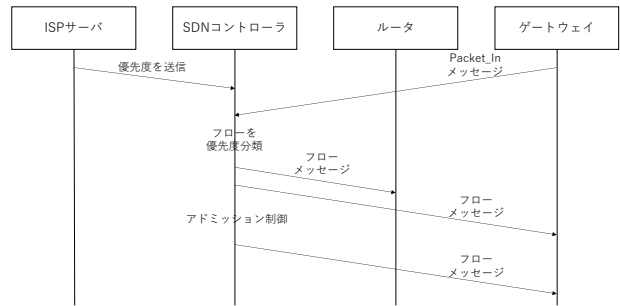 ISPサーバ
SDNコントローラ
ルータ
ゲートウェイ
優先度を送信
Packet_In
メッセージ
フローを
優先度分類
フロー
メッセージ
フロー
メッセージ
アドミッション制御
フロー
メッセージ